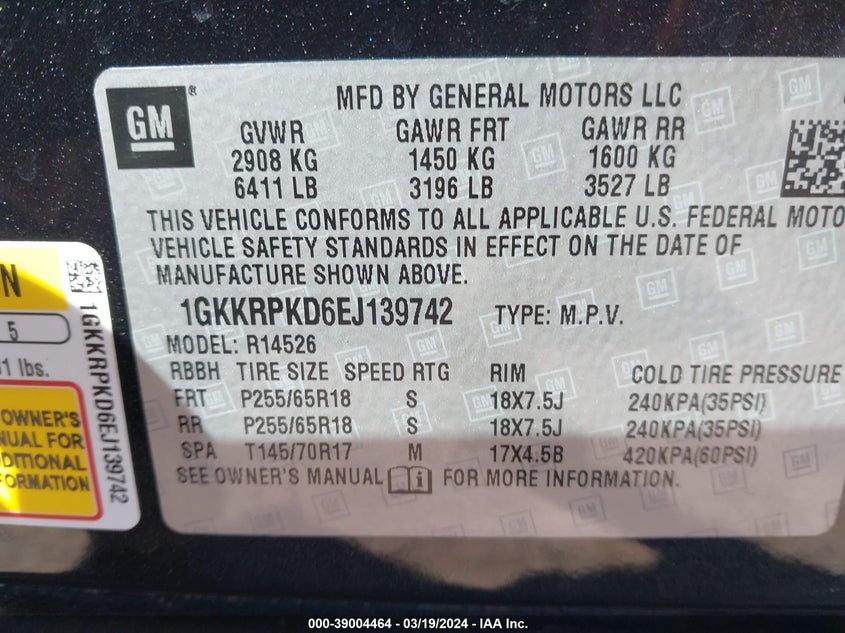 GM
®
MFD BY GENERAL MOTORS LLC
GVWR GAWR FRT GAWR RR
2908 KG 1450 KG 1600 KG
6411 LB 3196 LB 3527 LB
THIS VEHICLE CONFORMS TO ALL APPLICABLE U.S. FEDERAL MOTO
VEHICLE SAFETY STANDARDS IN EFFECT ON THE DATE OF
MANUFACTURE SHOWN ABOVE.
1GKKRPKD6EJ139742 TYPE: M.P.V.
MODEL: R14526
RBBH TIRE SIZE SPEED RTG RIM COLD TIRE PRESSURE
FRT P255/65R18 S 18X7.5J 240KPA(35PSI)
RR P255/65R18 S 18X7.5J 240KPA(35PSI)
SPA T145/70R17 M 17X4.5B 420KPA(60PSI)
SEE OWNER'S MANUAL FOR MORE INFORMATION.
N
5
1 lbs.
OWNER'S
NUAL FOR
DITIONAL
FORMATION
1GKKRPKD6EJ139742
000-39004464 - 03/19/2024 - IAA Inc.